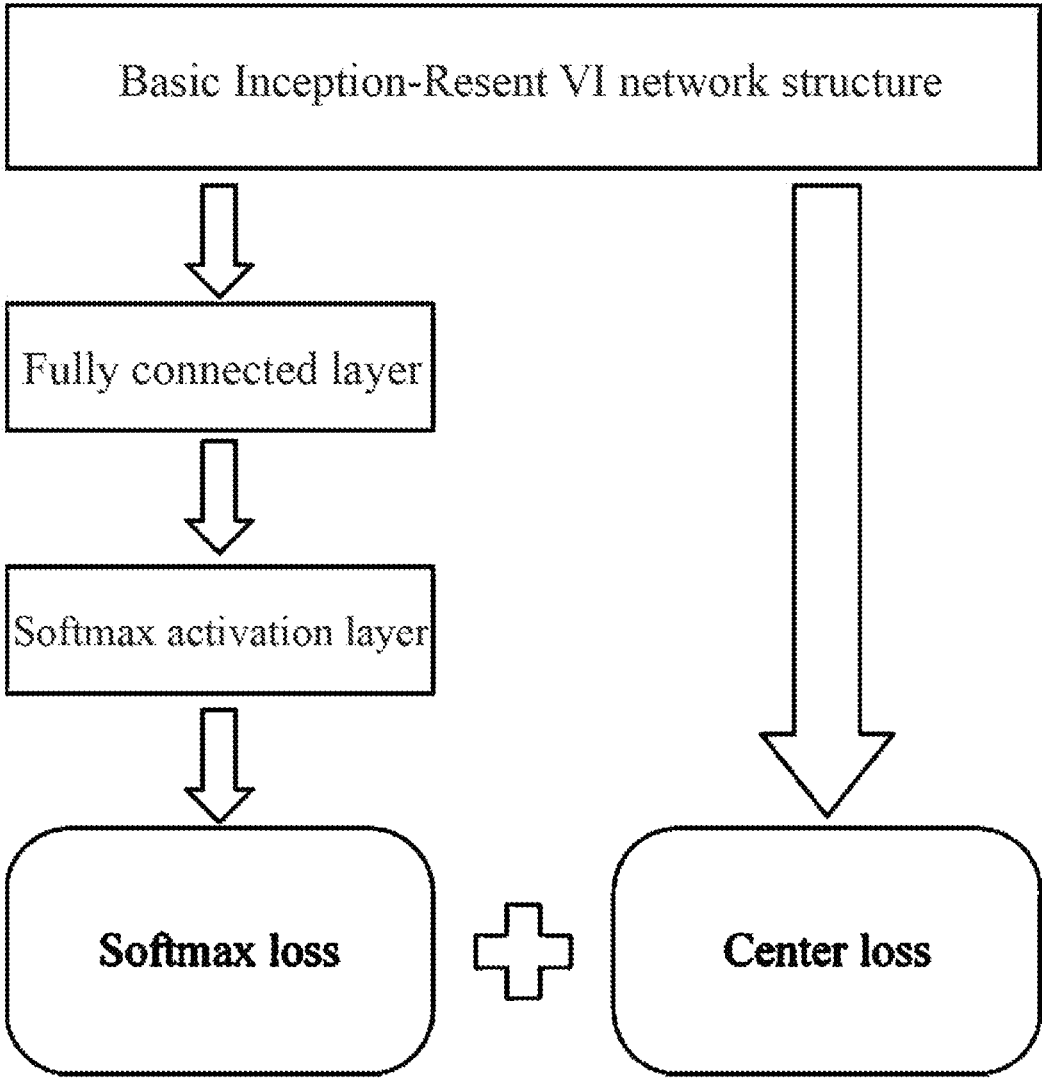 Basic Inception-Resent VI network structure
Fully connected layer
Softmax activation layer
Softmax loss
Center loss